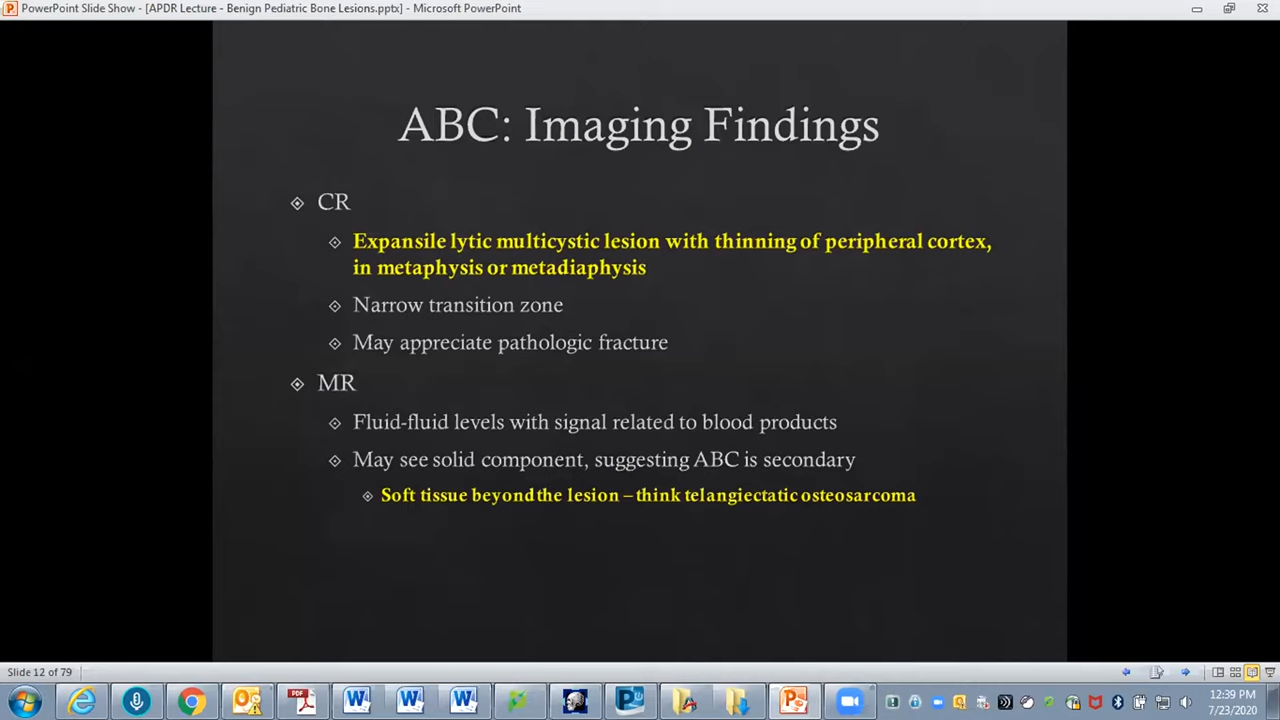 PowerPoint Slide Show - [APDR Lecture - Benign Pediatric Bone Lesions.pptx] - Microsoft PowerPoint
ABC: Imaging Findings
CR
Expansile lytic multicystic lesion with thinning of peripheral cortex,
in metaphysis or metadiaphysis
Narrow transition zone
May appreciate pathologic fracture
MR
Fluid-fluid levels with signal related to blood products
May see solid component, suggesting ABC is secondary
Soft tissue beyond the lesion – think telangiectatic osteosarcoma
Slide 12 of 79
12:39 PM
7/23/2020